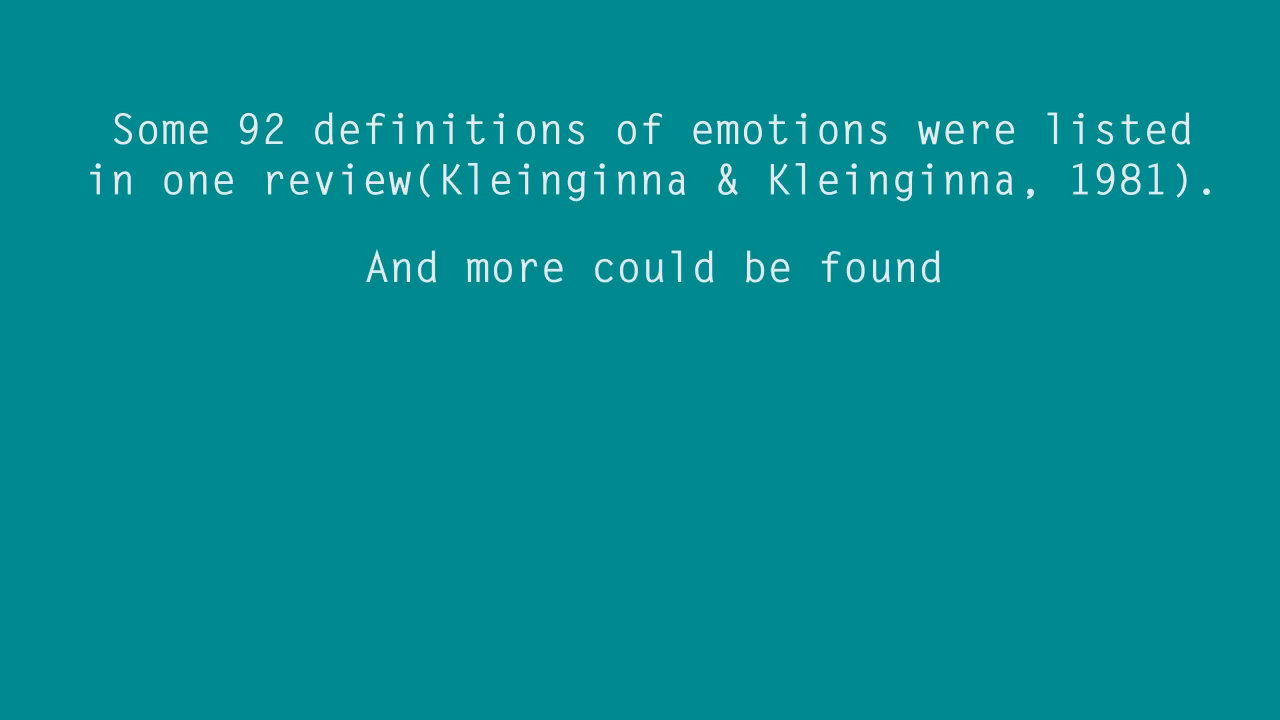 Some 92 definitions of emotions were listed
in one review(Kleinginna & Kleinginna, 1981).
And more could be found